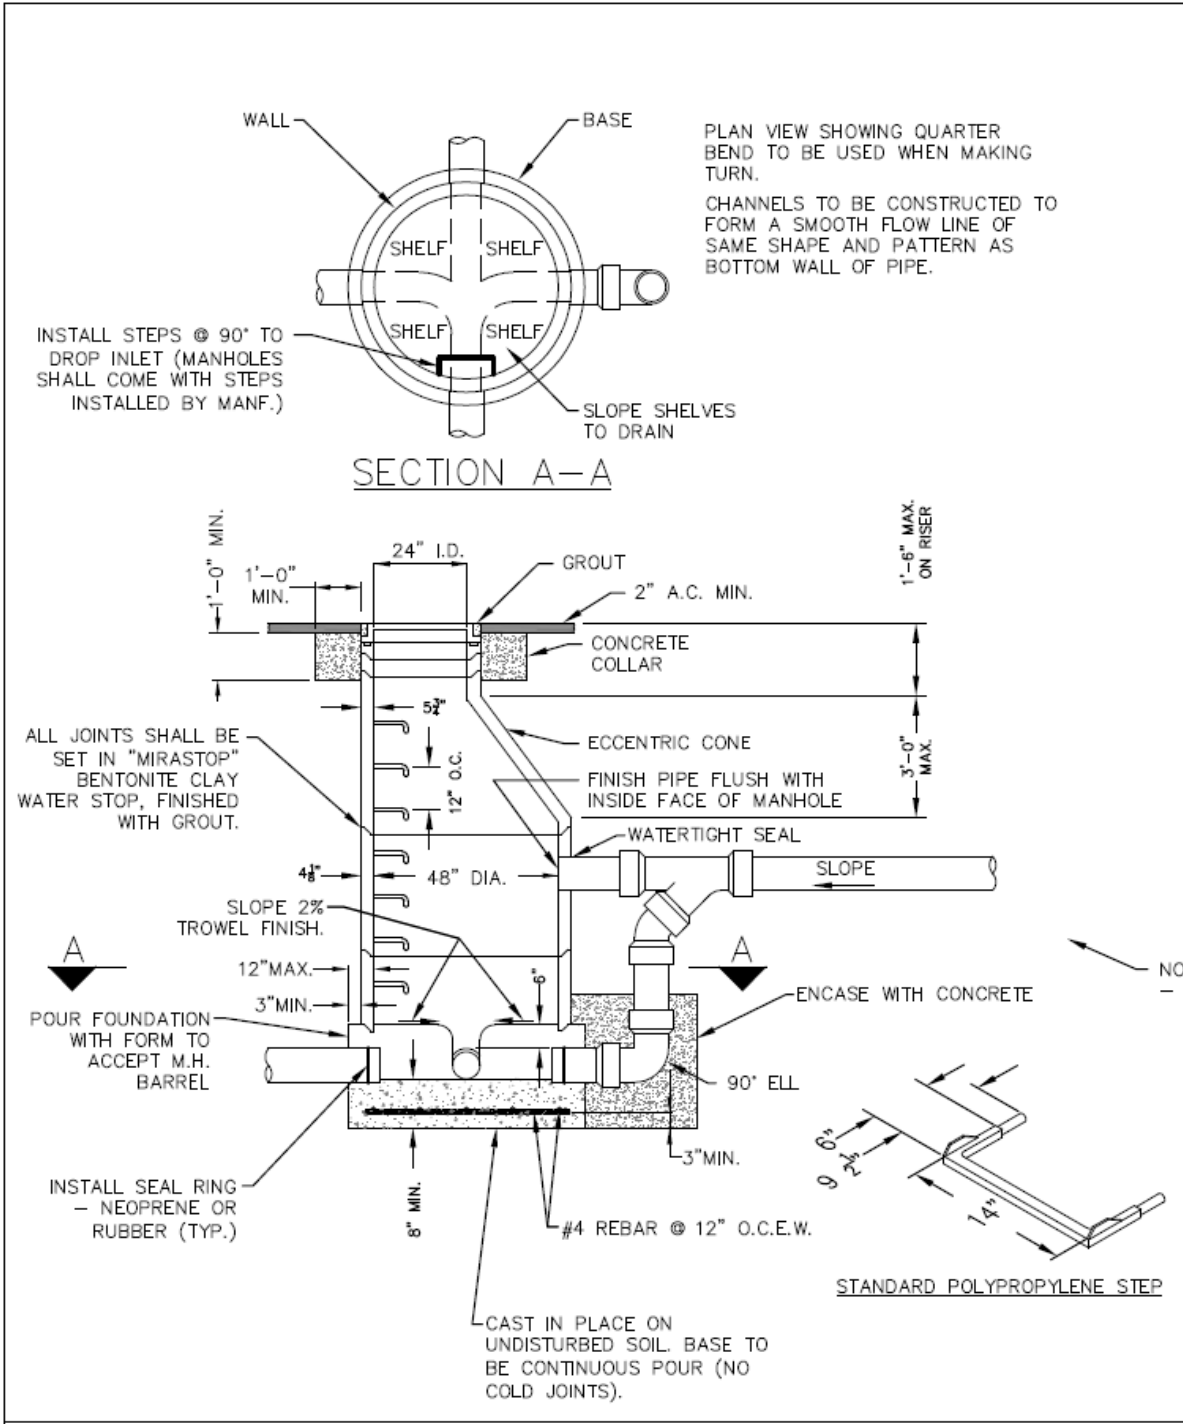 WALL
BASE
PLAN VIEW SHOWING QUARTER
BEND TO BE USED WHEN MAKING
TURN.
CHANNELS TO BE CONSTRUCTED TO
FORM A SMOOTH FLOW LINE OF
SAME SHAPE AND PATTERN AS
BOTTOM WALL OF PIPE.
SHELF SHELF
SHELF SHELF
INSTALL STEPS @ 90° TO
DROP INLET (MANHOLES
SHALL COME WITH STEPS
INSTALLED BY MANF.)
SLOPE SHELVES
TO DRAIN
SECTION A-A
1'-0" MIN.
1'-0"
MIN.
24" I.D.
GROUT
2" A.C. MIN.
1'-6" MAX.
ON RISER
CONCRETE
COLLAR
5¾"
ALL JOINTS SHALL BE
SET IN "MIRASTOP"
BENTONITE CLAY
WATER STOP, FINISHED
WITH GROUT.
12" O.C.
ECCENTRIC CONE
3'-0"
MAX.
FINISH PIPE FLUSH WITH
INSIDE FACE OF MANHOLE
WATERTIGHT SEAL
SLOPE
4⅛"
48" DIA.
SLOPE 2%
TROWEL FINISH.
A
A
12"MAX.
3"MIN.
6"
NO
–
ENCASE WITH CONCRETE
POUR FOUNDATION
WITH FORM TO
ACCEPT M.H.
BARREL
90° ELL
3"MIN.
INSTALL SEAL RING
– NEOPRENE OR
RUBBER (TYP.)
8" MIN.
#4 REBAR @ 12" O.C.E.W.
6"
9 ½"
14"
STANDARD POLYPROPYLENE STEP
CAST IN PLACE ON
UNDISTURBED SOIL. BASE TO
BE CONTINUOUS POUR (NO
COLD JOINTS).